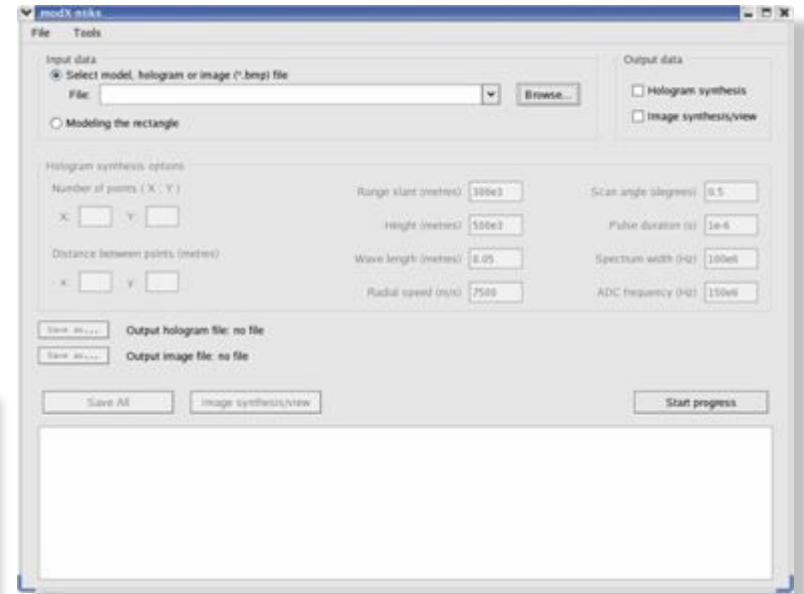 modX-ntiks
File Tools
Input data
Select model, hologram or image (*.bmp) file
File:
Browse...
Modeling the rectangle
Output data
Hologram synthesis
Image synthesis/view
Hologram synthesis options
Number of points ( X ; Y )
X: Y:
Distance between points (metres)
x: y:
Range slant (metres) 300e3
Height (metres) 500e3
Wave length (metres) 0.05
Radial speed (m/s) 7500
Scan angle (degrees) 0.5
Pulse duration (s) 1e-6
Spectrum width (Hz) 100e6
ADC frequency (Hz) 150e6
Save as... Output hologram file: no file
Save as... Output image file: no file
Save All Image synthesis/view Start progress